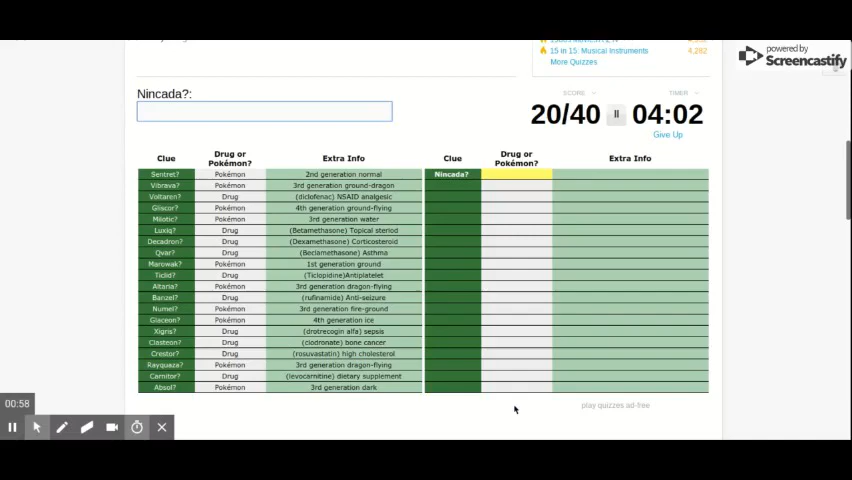 15 in 15: Musical Instruments 4,282
More Quizzes
powered by
Screencastify
Nincada?:
SCORE TIMER
20/40 04:02
Give Up
Clue Drug or Pokémon? Extra Info Clue Drug or Pokémon? Extra Info
Sentret? Pokémon 2nd generation normal Nincada?
Vibrava? Pokémon 3rd generation ground-dragon
Voltaren? Drug (diclofenac) NSAID analgesic
Gliscor? Pokémon 4th generation ground-flying
Milotic? Pokémon 3rd generation water
Luxiq? Drug (Betamethasone) Topical steriod
Decadron? Drug (Dexamethasone) Corticosteroid
Qvar? Drug (Beclamethasone) Asthma
Marowak? Pokémon 1st generation ground
Ticlid? Drug (Ticlopidine)Antiplatelet
Altaria? Pokémon 3rd generation dragon-flying
Banzel? Drug (rufinamide) Anti-seizure
Numel? Pokémon 3rd generation fire-ground
Glaceon? Pokémon 4th generation ice
Xigris? Drug (drotrecogin alfa) sepsis
Clasteon? Drug (clodronate) bone cancer
Crestor? Drug (rosuvastatin) high cholesterol
Rayquaza? Pokémon 3rd generation dragon-flying
Carnitor? Drug (levocarnitine) dietary supplement
Absol? Pokémon 3rd generation dark
play quizzes ad-free
00:58